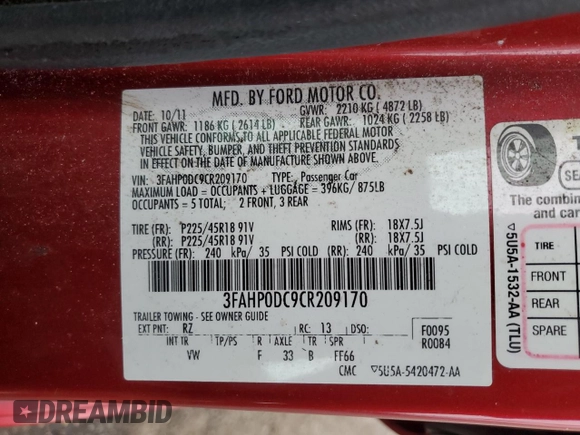 MFD. BY FORD MOTOR CO.
DATE: 10/11 GVWR: 2210 KG ( 4872 LB)
FRONT GAWR: 1186 KG ( 2614 LB) REAR GAWR: 1024 KG ( 2258 LB)
THIS VEHICLE CONFORMS TO ALL APPLICABLE FEDERAL MOTOR
VEHICLE SAFETY, BUMPER, AND THEFT PREVENTION STANDARDS
IN EFFECT ON THE DATE OF MANUFACTURE SHOWN ABOVE.
VIN: 3FAHP0DC9CR209170 TYPE: Passenger Car
MAXIMUM LOAD = OCCUPANTS + LUGGAGE = 396KG/ 875LB
OCCUPANTS = 5 TOTAL; 2 FRONT, 3 REAR
TIRE (FR): P225/45R18 91V RIMS (FR): 18X7.5J
(RR): P225/45R18 91V (RR): 18X7.5J
PRESSURE (FR): 240 kPa/ 35 PSI COLD (RR): 240 kPa/ 35 PSI COLD
3FAHP0DC9CR209170
TRAILER TOWING - SEE OWNER GUIDE
EXT PNT: RZ RC: 13 DSO: F0095
R0084
INT TR TP/PS R AXLE TR SPR
VW F 33 B FF66
CMC ▽5U5A-5420472-AA
▽5U5A-1532-AA (TLU)
The combine
and car
TIRE
FRONT
REAR
SPARE
DREAMBID